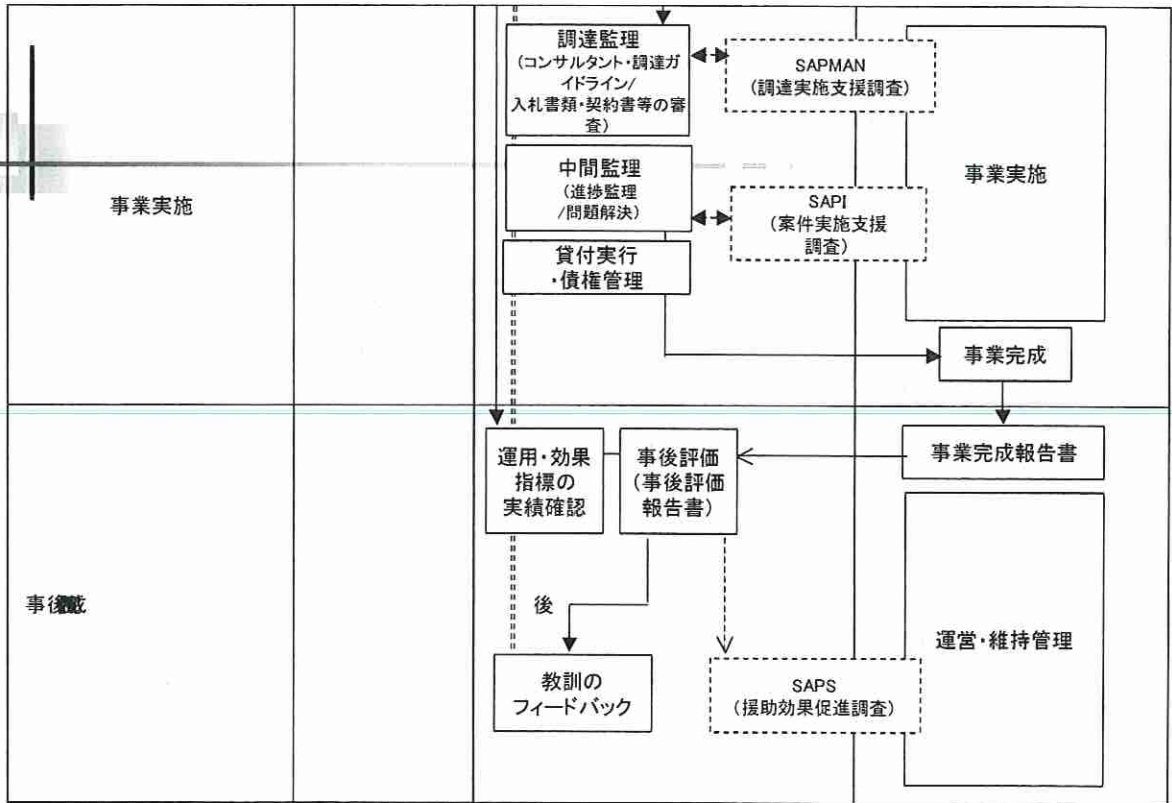 調達監理
(コンサルタント・調達ガ
イドライン/
入札書類・契約書等の審
査)
SAPMAN
(調達実施支援調査)
事業実施
中間監理
(進捗監理
/問題解決)
SAPI
(案件実施支援
調査)
事業実施
貸付実行
・債権管理
事業完成
運用・効果
指標の
実績確認
事後評価
(事後評価
報告書)
事業完成報告書
後
運営・維持管理
教訓の
フィードバック
SAPS
(援助効果促進調査)